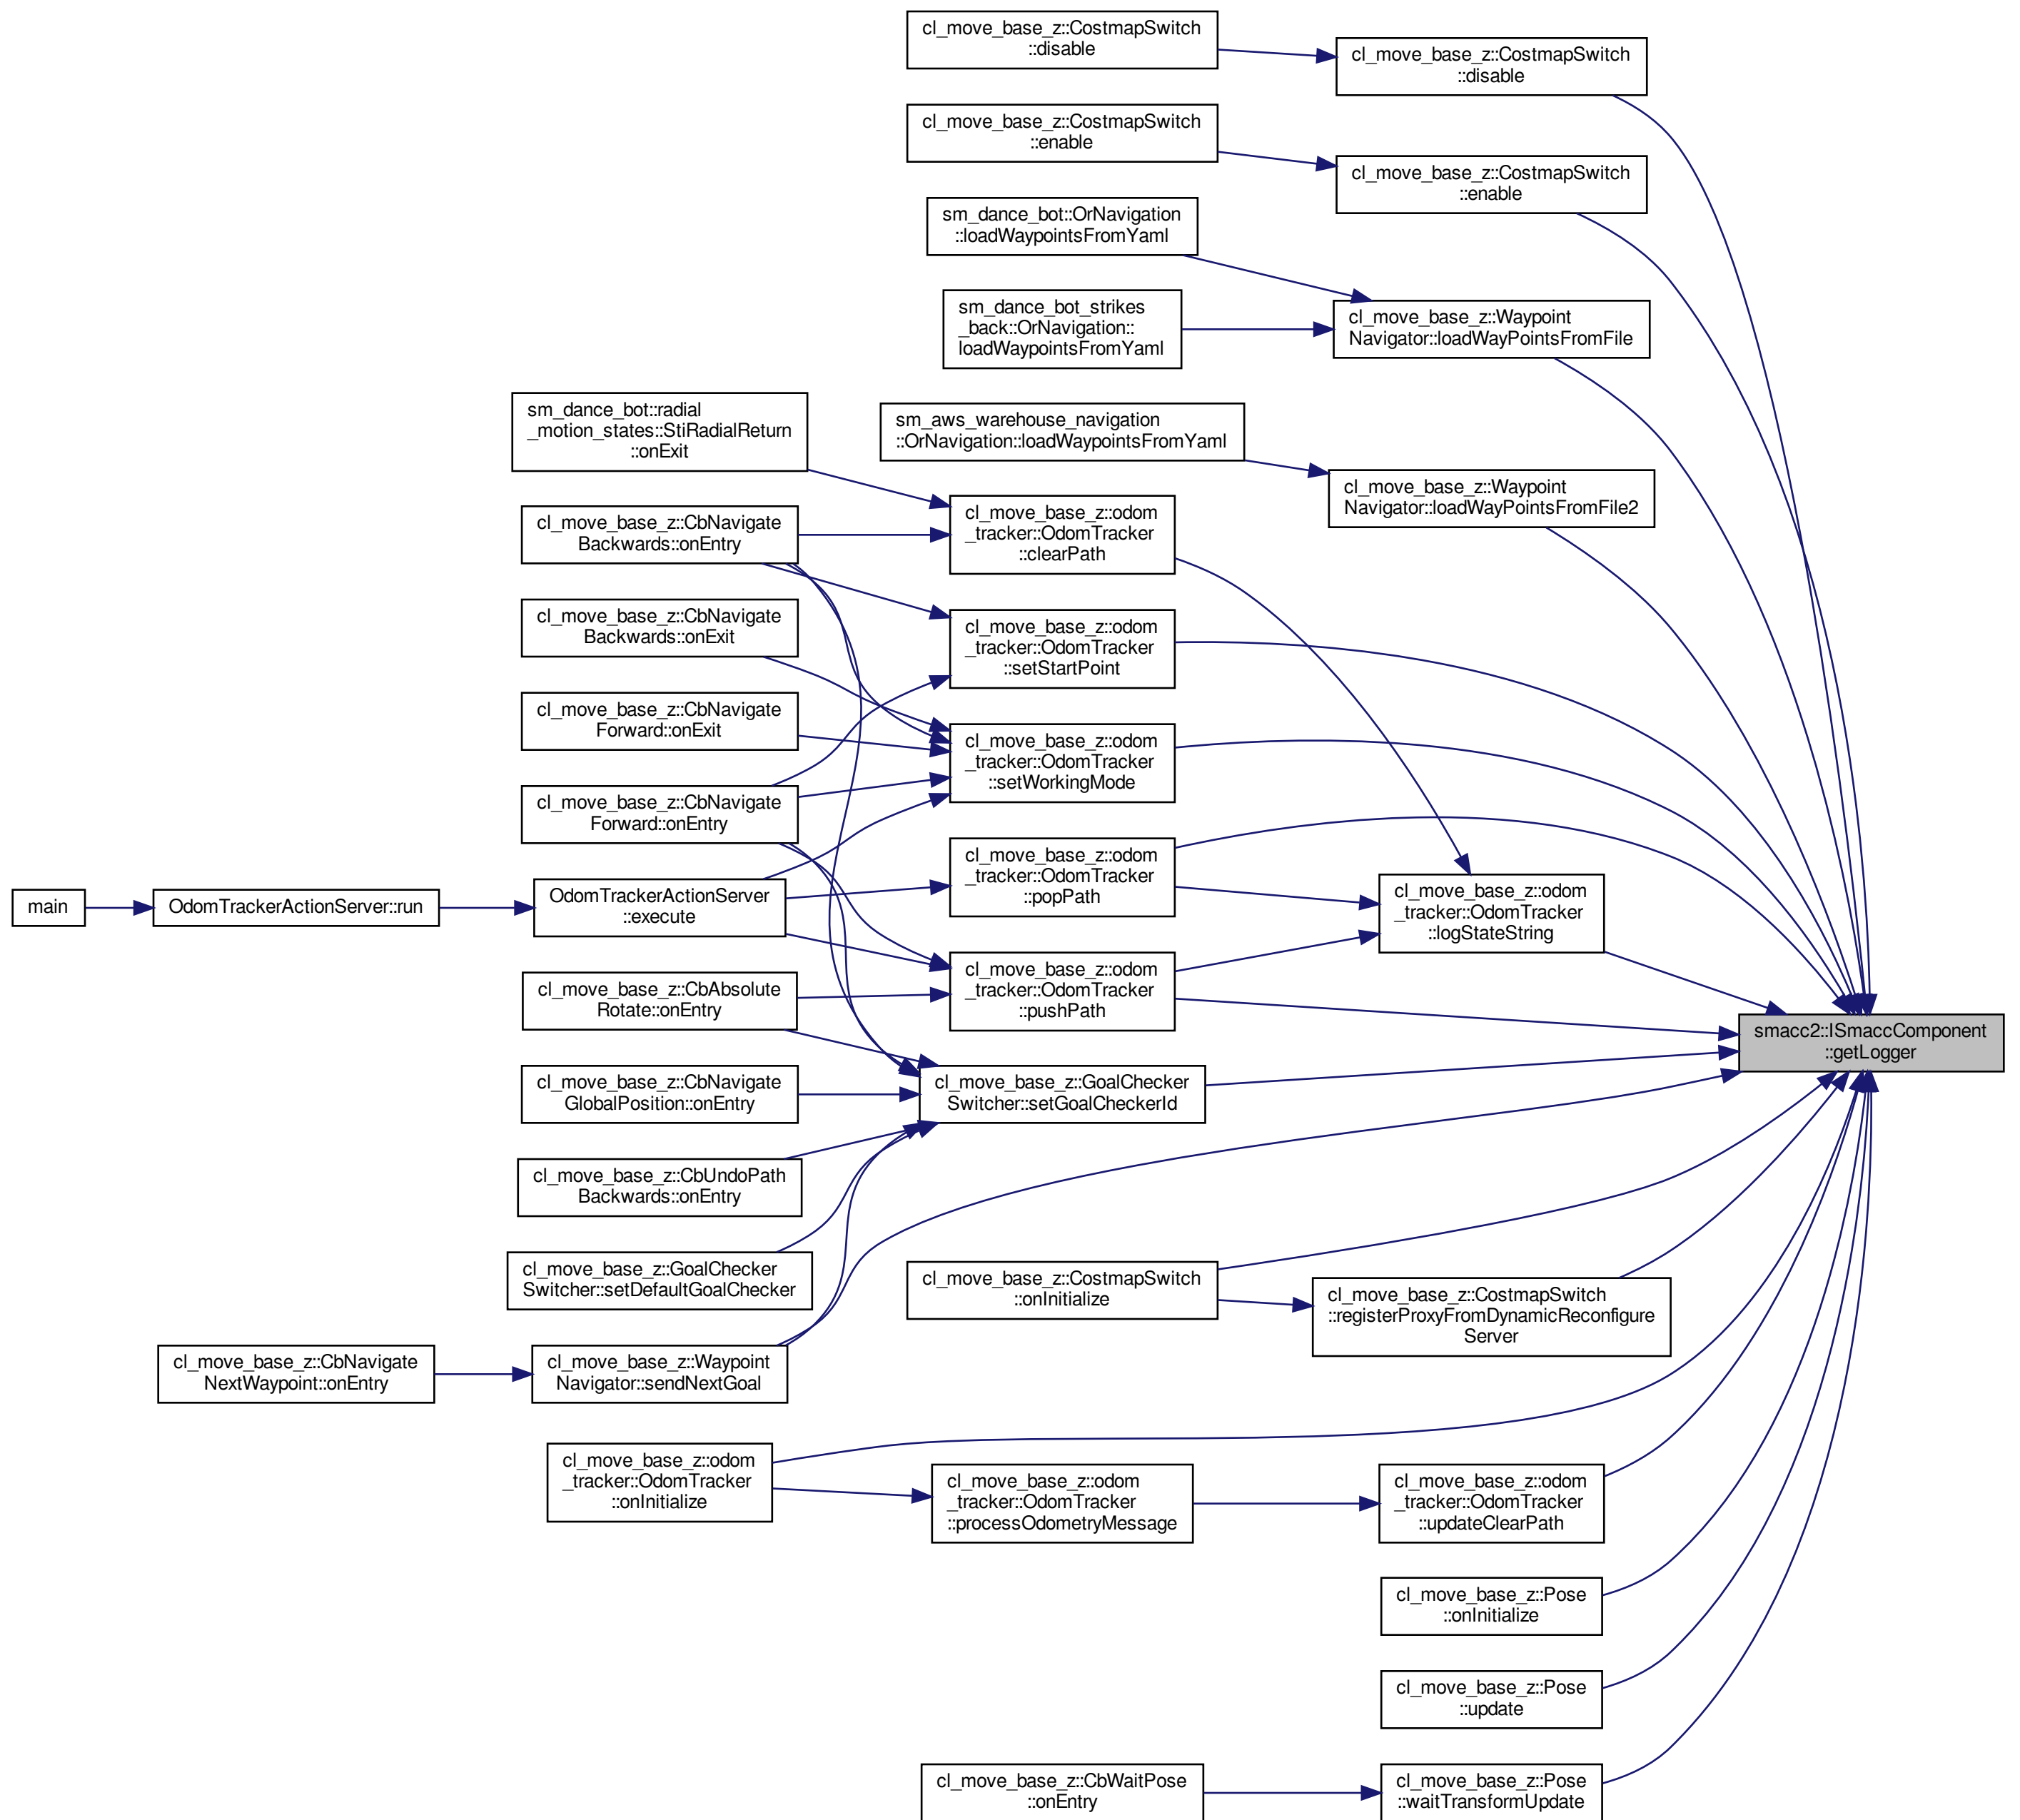 cl_move_base_z::CostmapSwitch
::disable
cl_move_base_z::CostmapSwitch
::disable
cl_move_base_z::CostmapSwitch
::enable
cl_move_base_z::CostmapSwitch
::enable
sm_dance_bot::OrNavigation
::loadWaypointsFromYaml
sm_dance_bot_strikes
_back::OrNavigation::
loadWaypointsFromYaml
cl_move_base_z::Waypoint
Navigator::loadWayPointsFromFile
sm_dance_bot::radial
_motion_states::StiRadialReturn
::onExit
sm_aws_warehouse_navigation
::OrNavigation::loadWaypointsFromYaml
cl_move_base_z::Waypoint
Navigator::loadWayPointsFromFile2
cl_move_base_z::CbNavigate
Backwards::onEntry
cl_move_base_z::odom
_tracker::OdomTracker
::clearPath
cl_move_base_z::CbNavigate
Backwards::onExit
cl_move_base_z::odom
_tracker::OdomTracker
::setStartPoint
cl_move_base_z::CbNavigate
Forward::onExit
cl_move_base_z::odom
_tracker::OdomTracker
::setWorkingMode
cl_move_base_z::CbNavigate
Forward::onEntry
cl_move_base_z::odom
_tracker::OdomTracker
::popPath
main
OdomTrackerActionServer::run
OdomTrackerActionServer
::execute
cl_move_base_z::odom
_tracker::OdomTracker
::logStateString
cl_move_base_z::odom
_tracker::OdomTracker
::pushPath
cl_move_base_z::CbAbsolute
Rotate::onEntry
smacc2::ISmaccComponent
::getLogger
cl_move_base_z::CbNavigate
GlobalPosition::onEntry
cl_move_base_z::GoalChecker
Switcher::setGoalCheckerId
cl_move_base_z::CbUndoPath
Backwards::onEntry
cl_move_base_z::GoalChecker
Switcher::setDefaultGoalChecker
cl_move_base_z::CostmapSwitch
::onInitialize
cl_move_base_z::CostmapSwitch
::registerProxyFromDynamicReconfigure
Server
cl_move_base_z::CbNavigate
NextWaypoint::onEntry
cl_move_base_z::Waypoint
Navigator::sendNextGoal
cl_move_base_z::odom
_tracker::OdomTracker
::onInitialize
cl_move_base_z::odom
_tracker::OdomTracker
::processOdometryMessage
cl_move_base_z::odom
_tracker::OdomTracker
::updateClearPath
cl_move_base_z::Pose
::onInitialize
cl_move_base_z::Pose
::update
cl_move_base_z::CbWaitPose
::onEntry
cl_move_base_z::Pose
::waitTransformUpdate